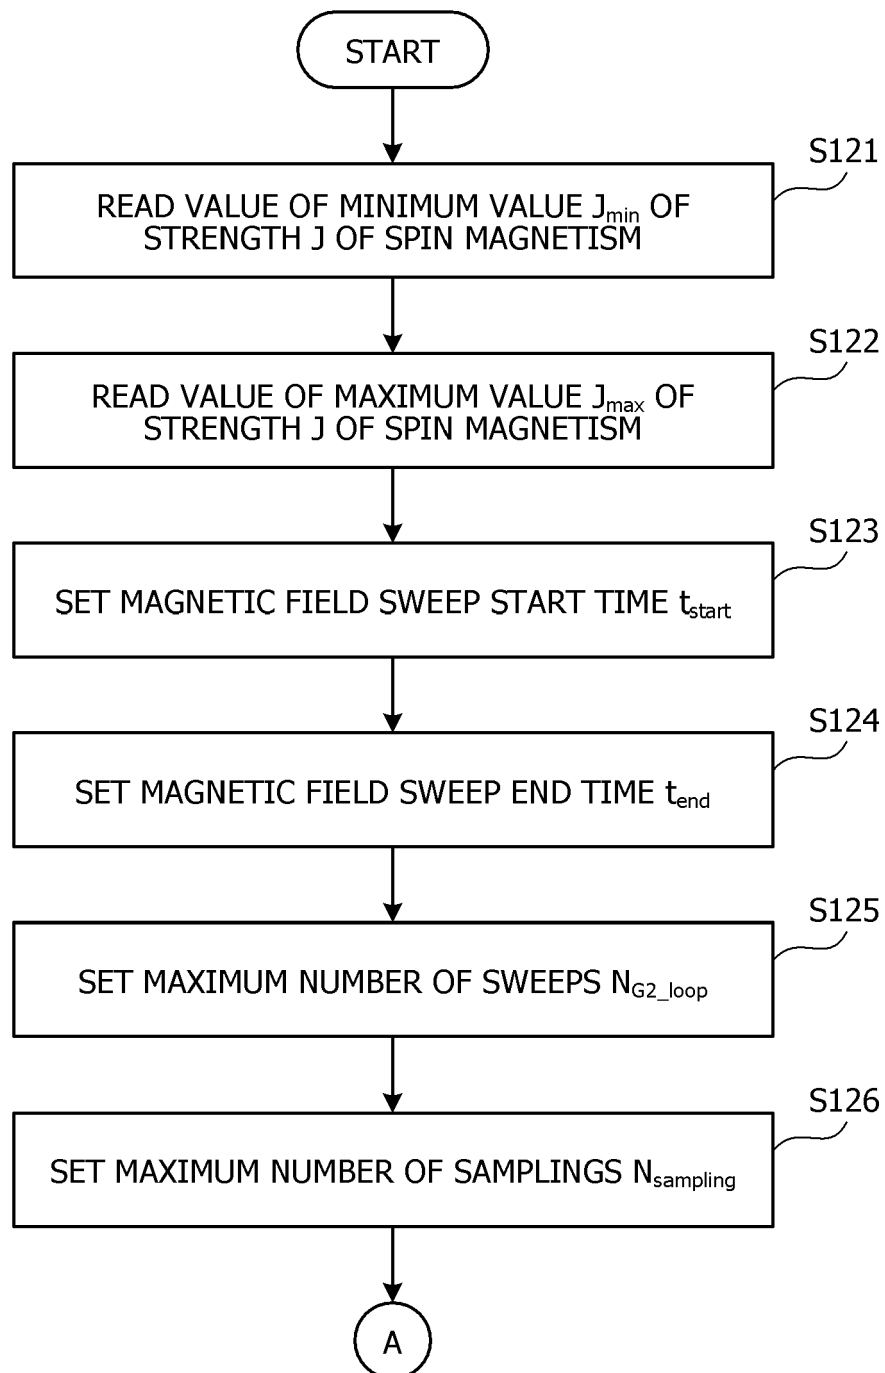 START
S121
READ VALUE OF MINIMUM VALUE Jmin OF
STRENGTH J OF SPIN MAGNETISM
S122
READ VALUE OF MAXIMUM VALUE Jmax OF
STRENGTH J OF SPIN MAGNETISM
S123
SET MAGNETIC FIELD SWEEP START TIME tstart
S124
SET MAGNETIC FIELD SWEEP END TIME tend
S125
SET MAXIMUM NUMBER OF SWEEPS NG2_loop
S126
SET MAXIMUM NUMBER OF SAMPLINGS Nsampling
A